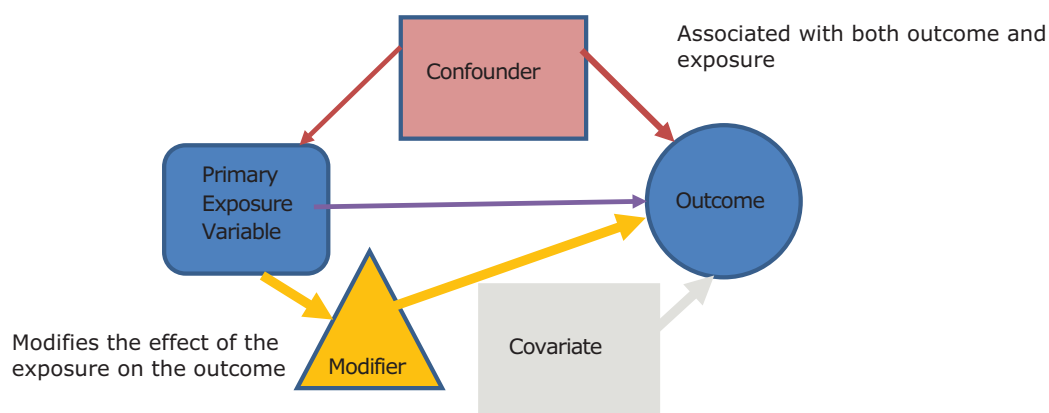 Associated with both outcome and
exposure
Confounder
Primary
Exposure
Variable
Outcome
Modifies the effect of the
exposure on the outcome
Modifier
Covariate